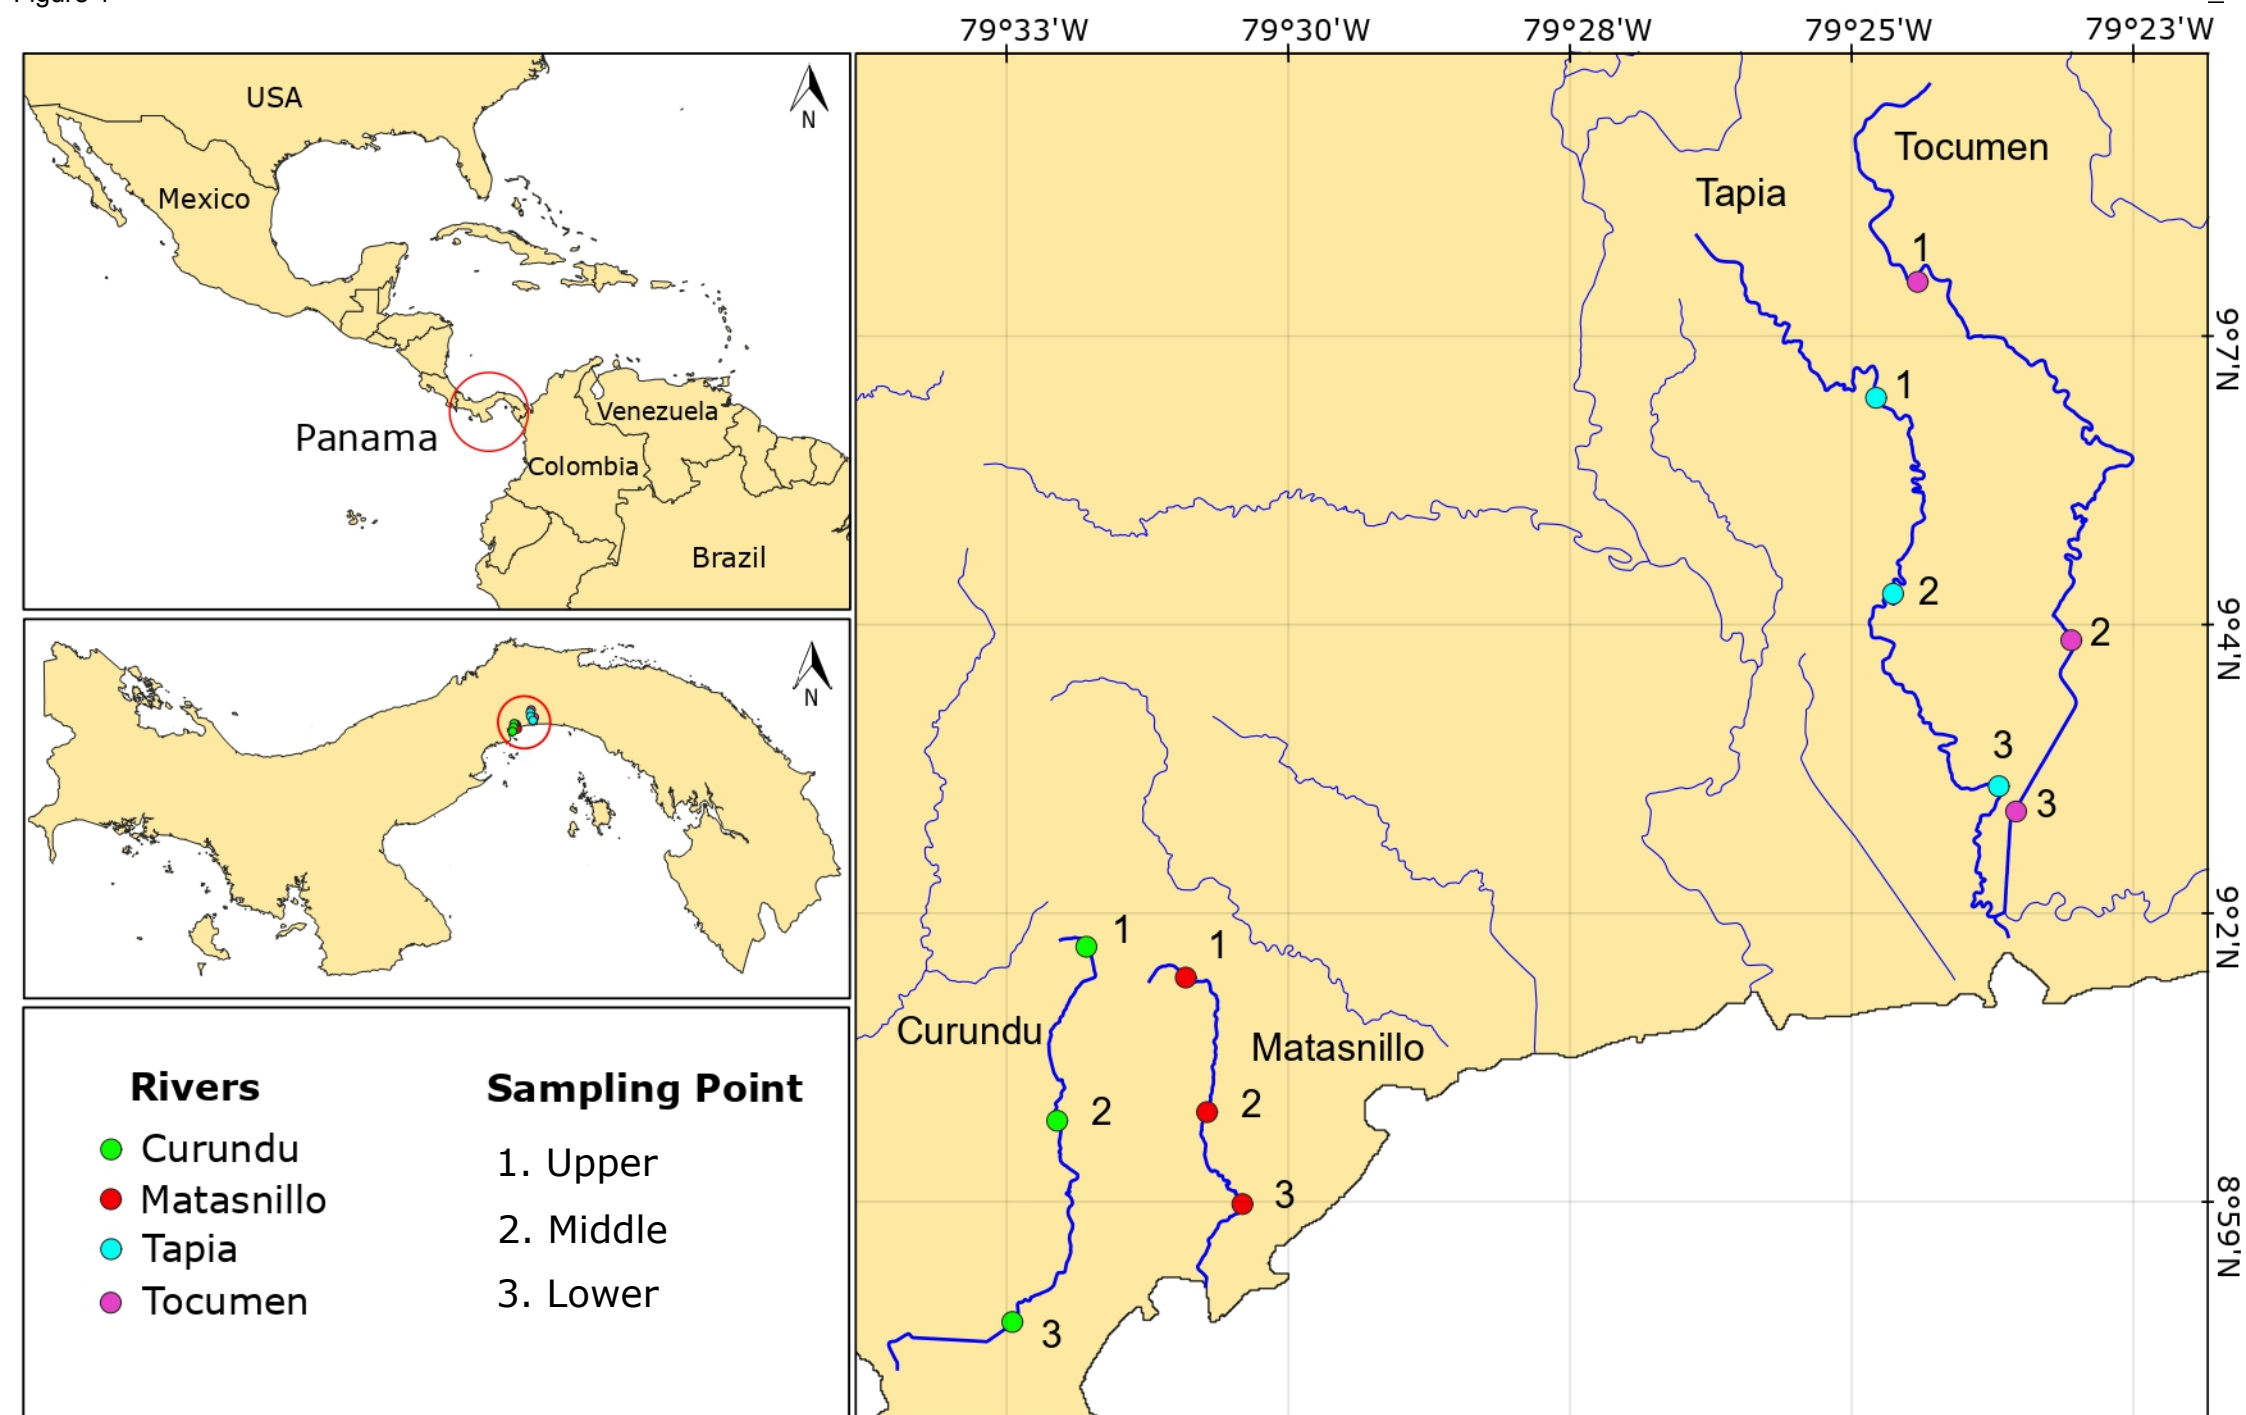 79°33'W 79°30'W 79°28'W 79°25'W 79°23'W
USA
N
Mexico
Venezuela
Panama
Colombia
Brazil
N
Rivers
Curundu
Matasnillo
Tapia
Tocumen
Sampling Point
1. Upper
2. Middle
3. Lower
Tocumen
Tapia
1
1
2
2
3
3
1
1
Curundu
Matasnillo
2
2
3
3
9°7'N
9°4'N
9°2'N
8°59'N